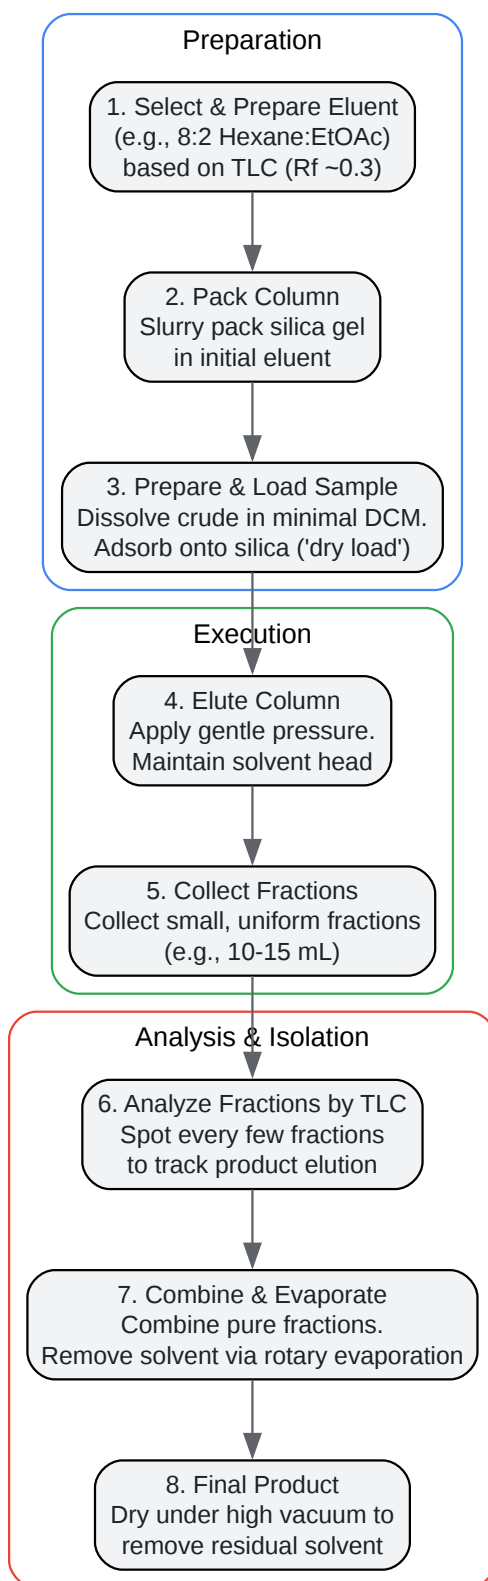 Preparation
1. Select & Prepare Eluent
(e.g., 8:2 Hexane:EtOAc)
based on TLC (Rf ~0.3)
2. Pack Column
Slurry pack silica gel
in initial eluent
3. Prepare & Load Sample
Dissolve crude in minimal DCM.
Adsorb onto silica ('dry load')
Execution
4. Elute Column
Apply gentle pressure.
Maintain solvent head
5. Collect Fractions
Collect small, uniform fractions
(e.g., 10-15 mL)
Analysis & Isolation
6. Analyze Fractions by TLC
Spot every few fractions
to track product elution
7. Combine & Evaporate
Combine pure fractions.
Remove solvent via rotary evaporation
8. Final Product
Dry under high vacuum to
remove residual solvent